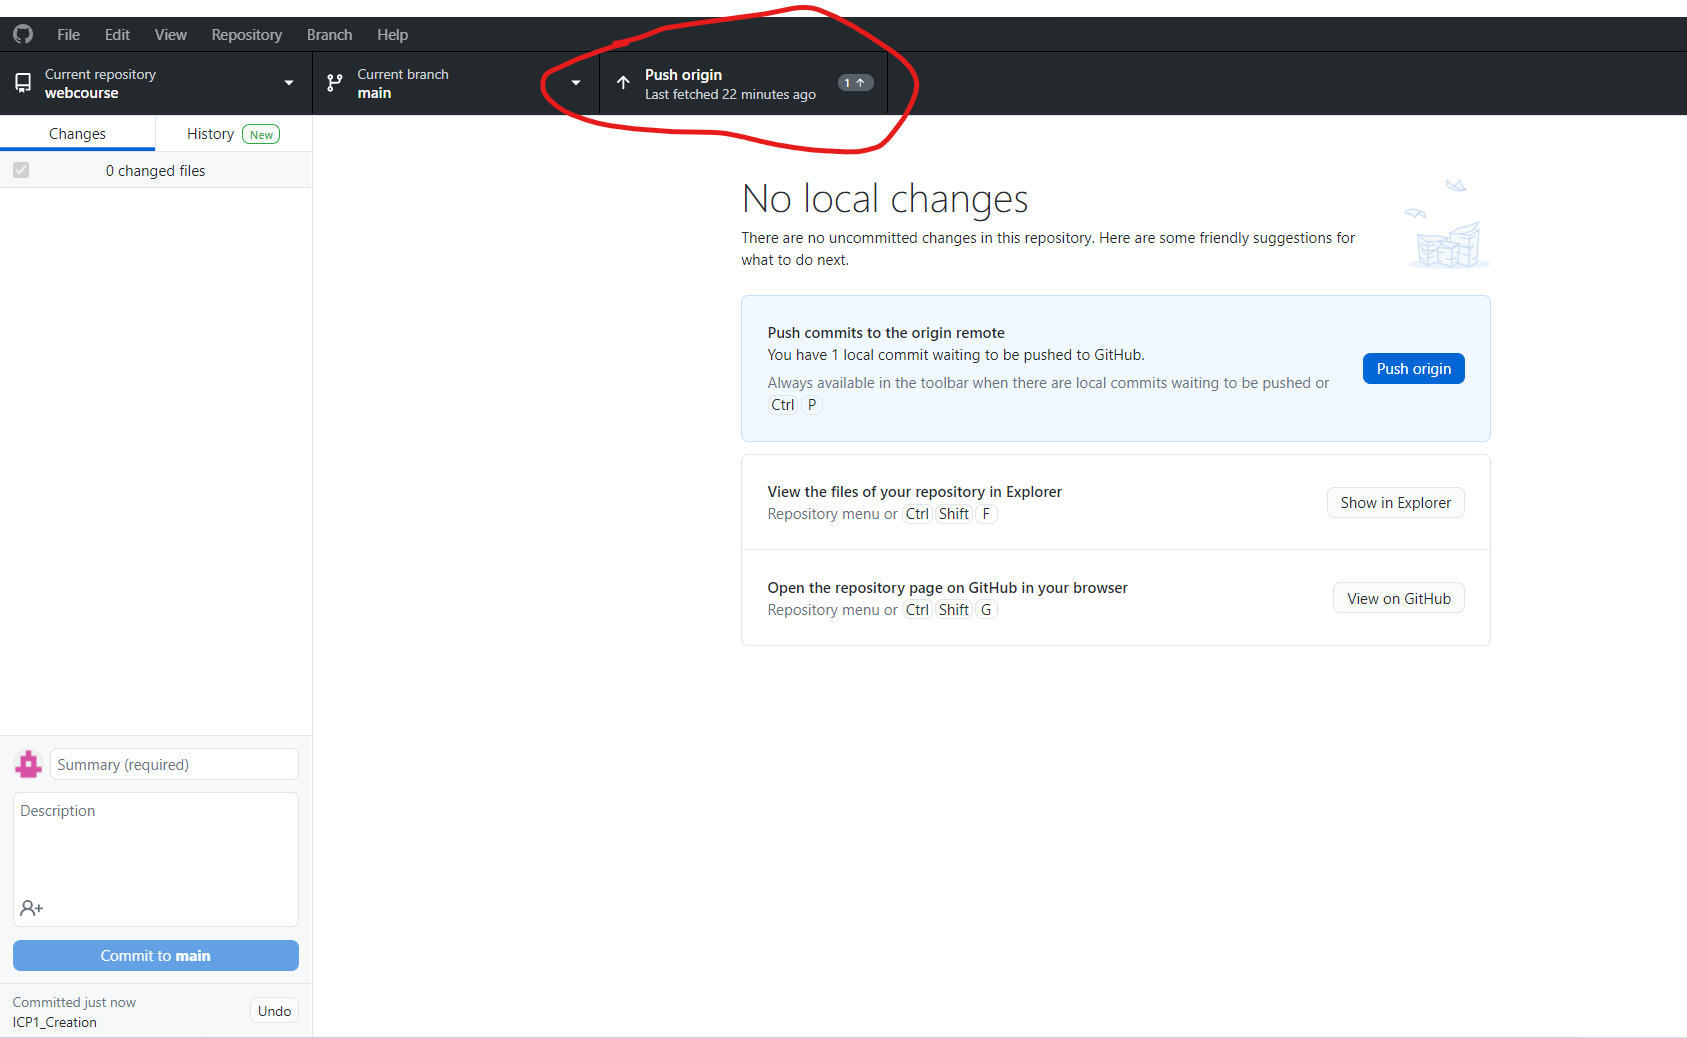 File Edit View Repository Branch Help
Current repository
webcourse
Current branch
main
Push origin
Last fetched 22 minutes ago
1
Changes
History New
0 changed files
No local changes
There are no uncommitted changes in this repository. Here are some friendly suggestions for
what to do next.
Push commits to the origin remote
You have 1 local commit waiting to be pushed to GitHub.
Always available in the toolbar when there are local commits waiting to be pushed or
Ctrl P
Push origin
View the files of your repository in Explorer
Repository menu or Ctrl Shift F
Show in Explorer
Open the repository page on GitHub in your browser
Repository menu or Ctrl Shift G
View on GitHub
Summary (required)
Description
Commit to main
Committed just now
ICP1_Creation
Undo